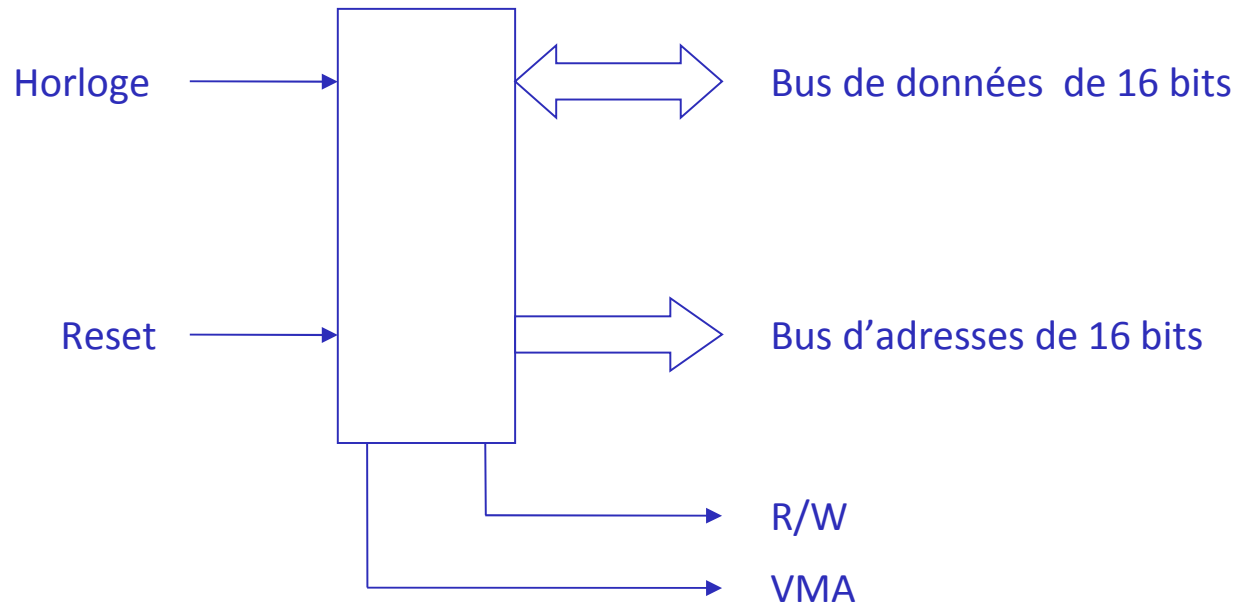 Horloge
Bus de données de 16 bits
Reset
Bus d’adresses de 16 bits
R/W
VMA